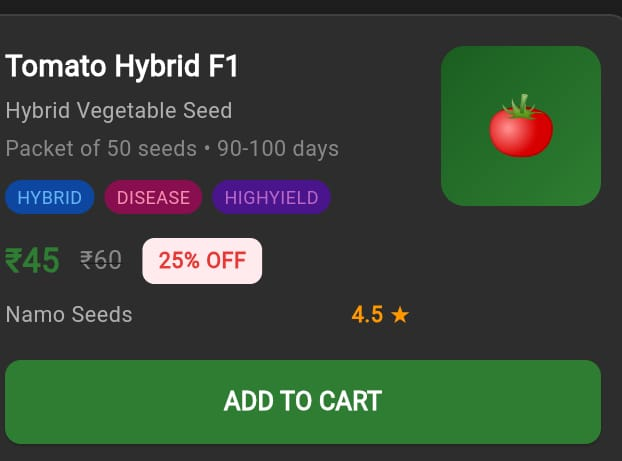 Tomato Hybrid F1
Hybrid Vegetable Seed
Packet of 50 seeds • 90-100 days
HYBRID DISEASE HIGHYIELD
₹45 ₹60 25% OFF
Namo Seeds 4.5 ★
ADD TO CART